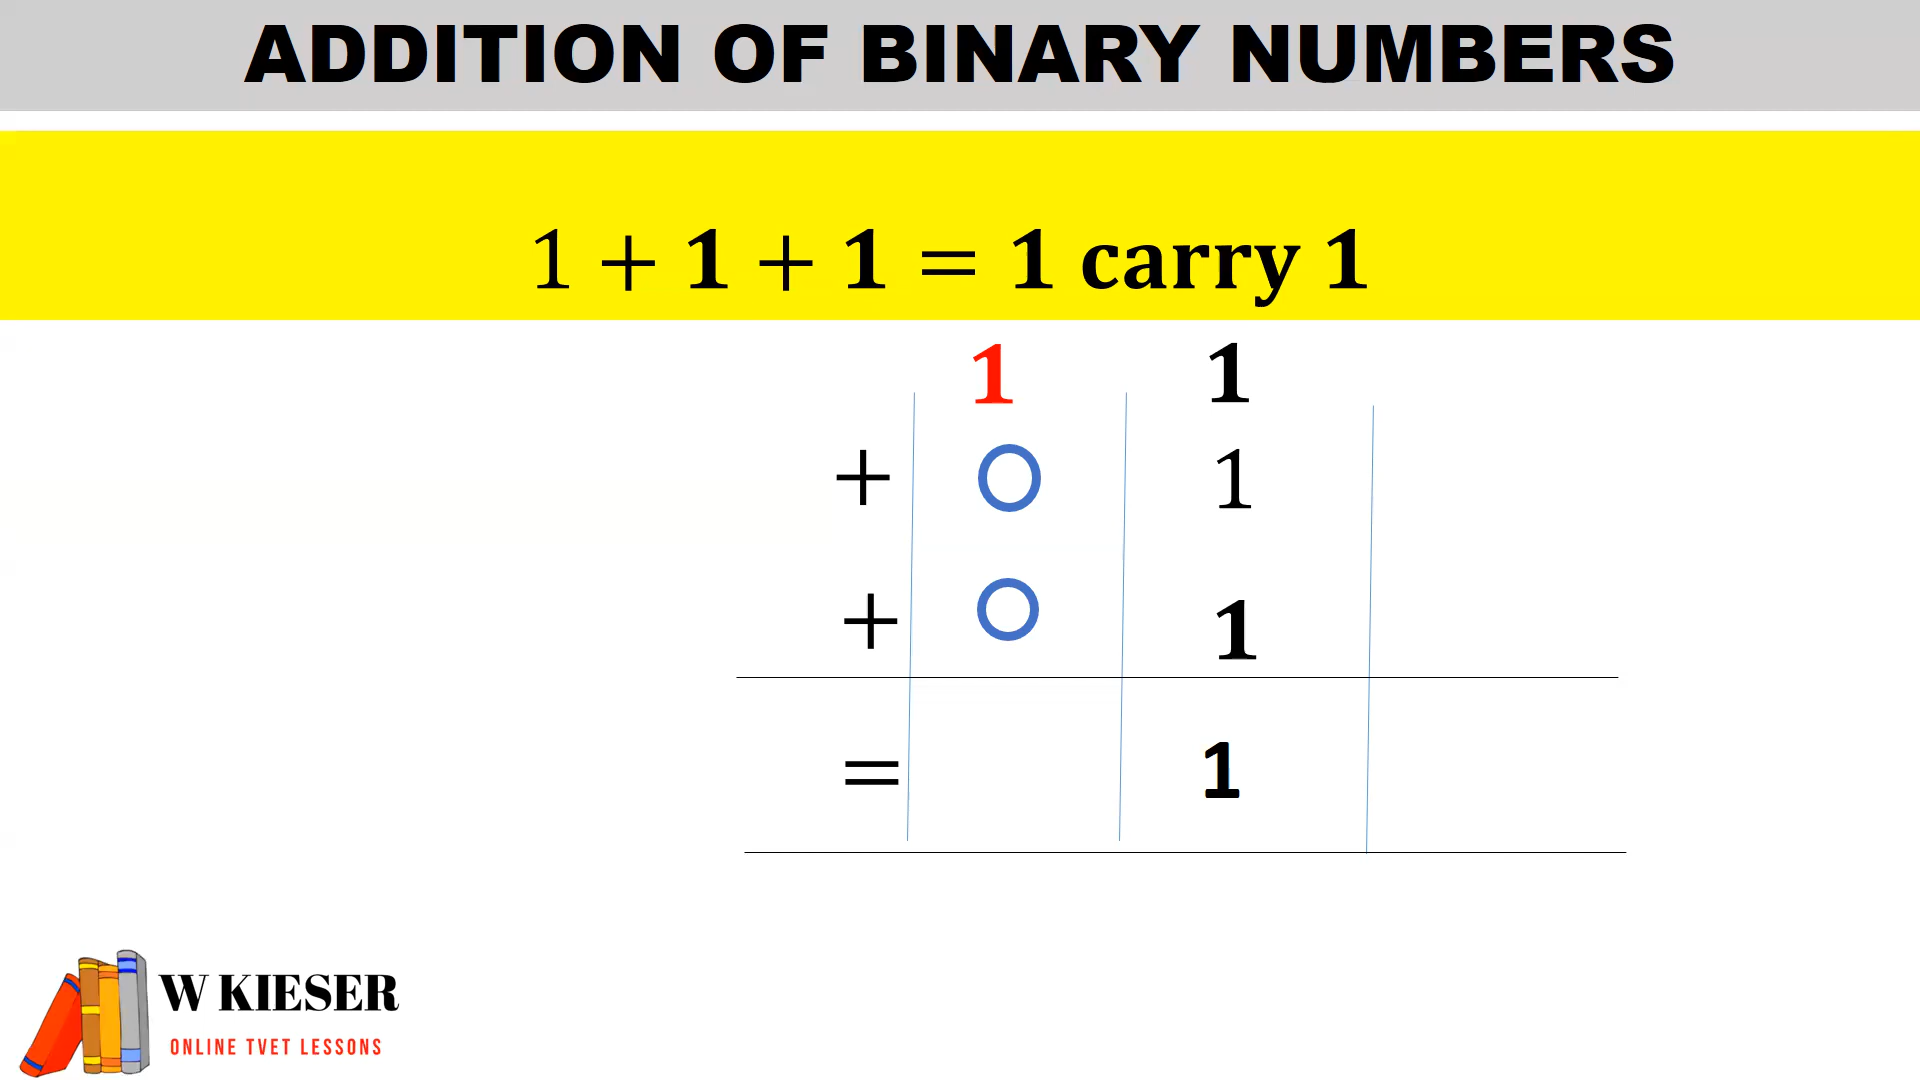 ADDITION OF BINARY NUMBERS
1 + 1 + 1 = 1 carry 1
1 1
+ 0 1
+ 0 1
= 1
W KIESER
ONLINE TVET LESSONS